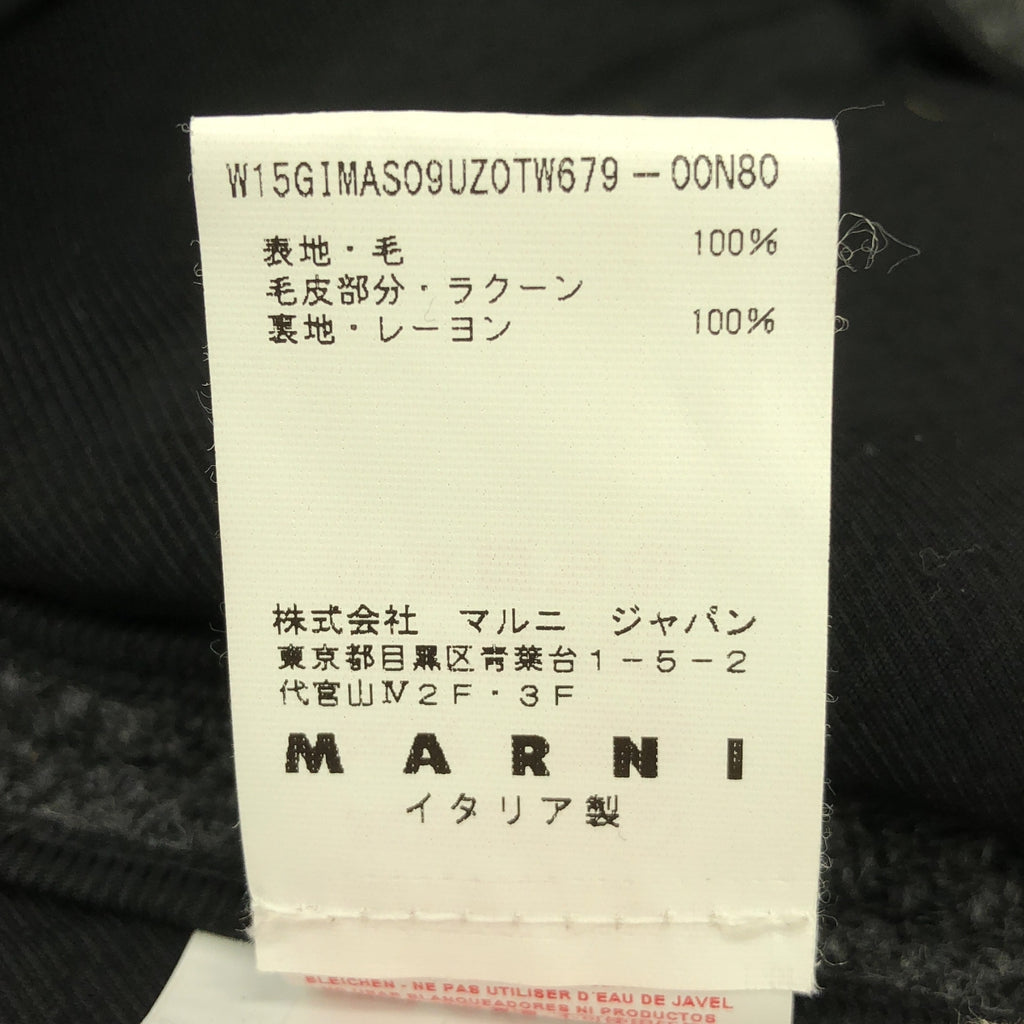 W15GIMAS09UZ0TW679-00N80
表地・毛 100%
毛皮部分・ラクーン
裏地・レーヨン 100%
株式会社 マルニ ジャパン
東京都目黒区青葉台1-5-2
代官山Ⅳ2F・3F
MARNI
イタリア製
BLEICHEN - NE PAS UTILISER D'EAU DE JAVEL
BLANQUEADORES NI PRODUCTOS